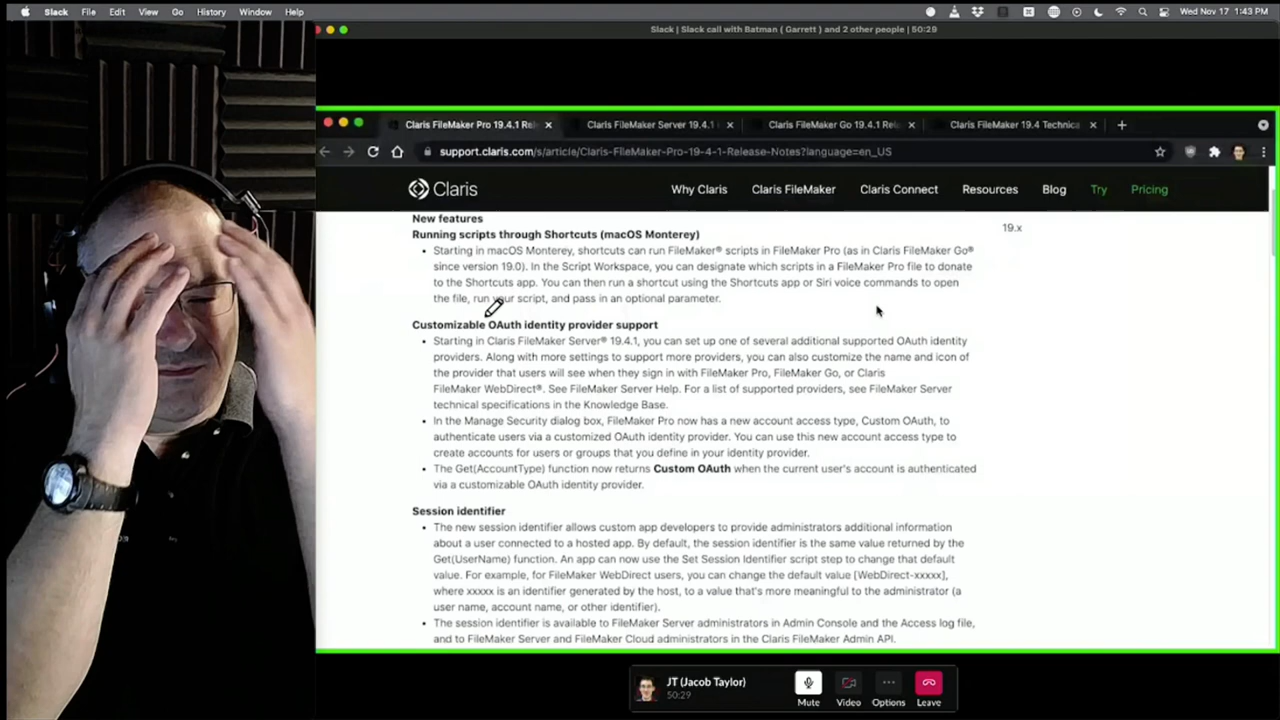 Slack File Edit View Go History Window Help Wed Nov 17 1:43 PM
Slack | Slack call with Batman ( Garrett ) and 2 other people | 50:29
Claris FileMaker Pro 19.4.1 Rel Claris FileMaker Server 19.4.1 Claris FileMaker Go 19.4.1 Rel Claris FileMaker 19.4 Technica
support.claris.com/s/article/Claris-FileMaker-Pro-19-4-1-Release-Notes?language=en_US
Claris Why Claris Claris FileMaker Claris Connect Resources Blog Try Pricing
New features
19.x
Running scripts through Shortcuts (macOS Monterey)
• Starting in macOS Monterey, shortcuts can run FileMaker® scripts in FileMaker Pro (as in Claris FileMaker Go®
since version 19.0). In the Script Workspace, you can designate which scripts in a FileMaker Pro file to donate
to the Shortcuts app. You can then run a shortcut using the Shortcuts app or Siri voice commands to open
the file, run your script, and pass in an optional parameter.
Customizable OAuth identity provider support
• Starting in Claris FileMaker Server® 19.4.1, you can set up one of several additional supported OAuth identity
providers. Along with more settings to support more providers, you can also customize the name and icon of
the provider that users will see when they sign in with FileMaker Pro, FileMaker Go, or Claris
FileMaker WebDirect®. See FileMaker Server Help. For a list of supported providers, see FileMaker Server
technical specifications in the Knowledge Base.
• In the Manage Security dialog box, FileMaker Pro now has a new account access type, Custom OAuth, to
authenticate users via a customized OAuth identity provider. You can use this new account access type to
create accounts for users or groups that you define in your identity provider.
• The Get(AccountType) function now returns Custom OAuth when the current user's account is authenticated
via a customizable OAuth identity provider.
Session identifier
• The new session identifier allows custom app developers to provide administrators additional information
about a user connected to a hosted app. By default, the session identifier is the same value returned by the
Get(UserName) function. An app can now use the Set Session Identifier script step to change that default
value. For example, for FileMaker WebDirect users, you can change the default value [WebDirect-xxxxx],
where xxxxx is an identifier generated by the host, to a value that's more meaningful to the administrator (a
user name, account name, or other identifier).
• The session identifier is available to FileMaker Server administrators in Admin Console and the Access log file,
and to FileMaker Server and FileMaker Cloud administrators in the Claris FileMaker Admin API.
JT (Jacob Taylor)
50:29
Mute Video Options Leave